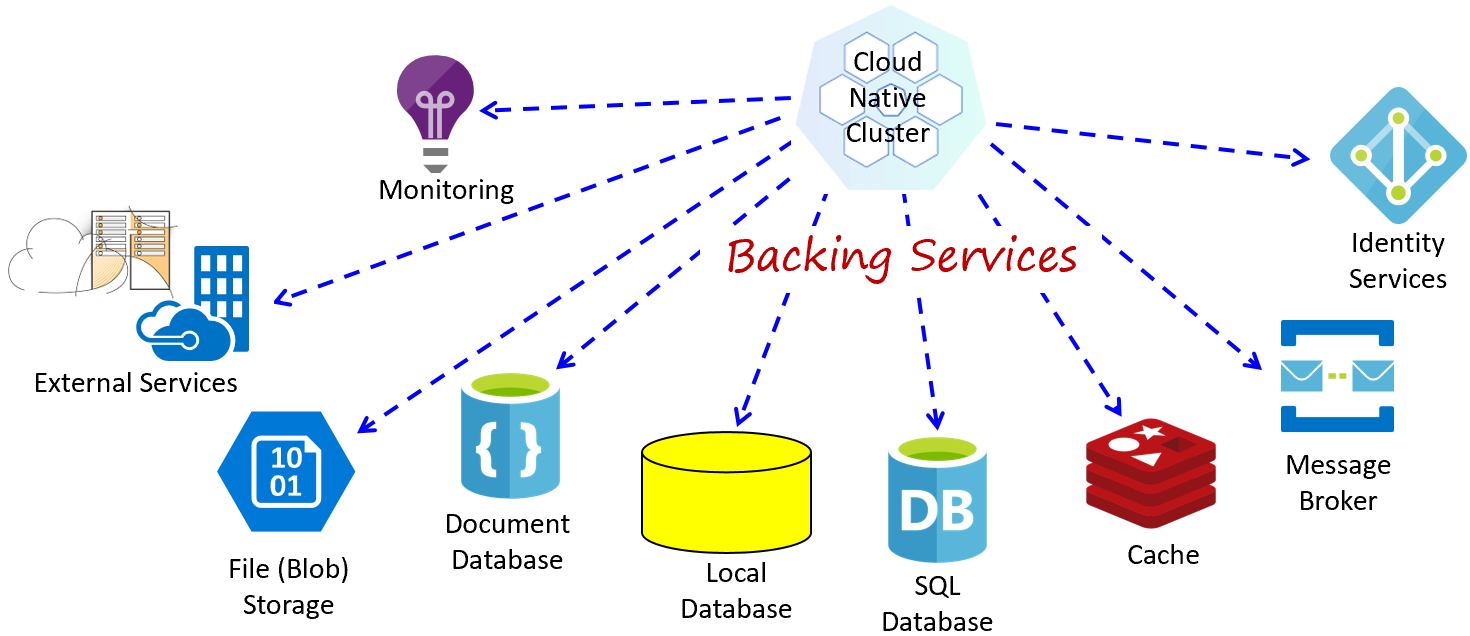 Cloud
Native
Cluster
Monitoring
Backing Services
Identity
Services
External Services
10
01
File (Blob)
Storage
{ }
Document
Database
Local
Database
DB
SQL
Database
Cache
Message
Broker